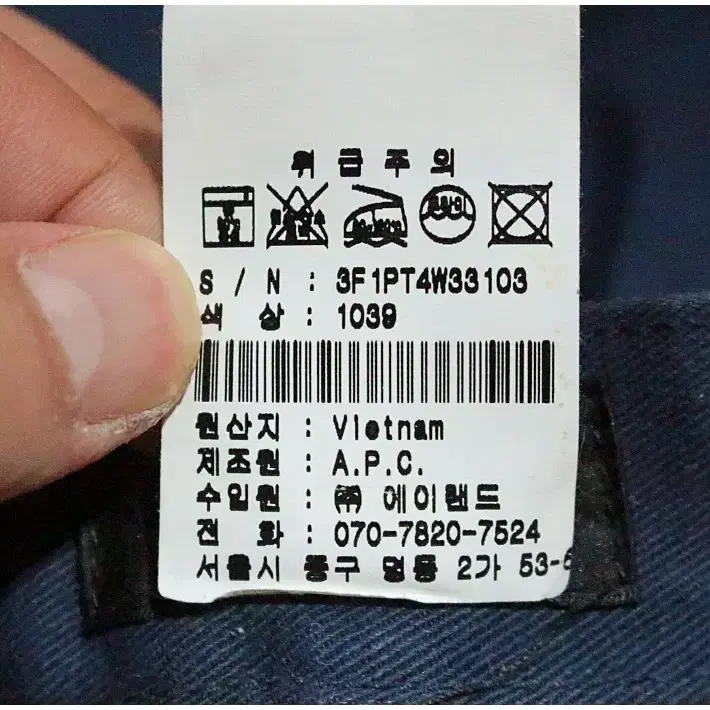 취급주의
S / N : 3F1PT4W33103
색 상 : 1039
원산지 : Vietnam
제조원 : A.P.C.
수입원 : ㈜ 에이랜드
전 화 : 070-7820-7524
서울시 중구 명동 2가 53-6